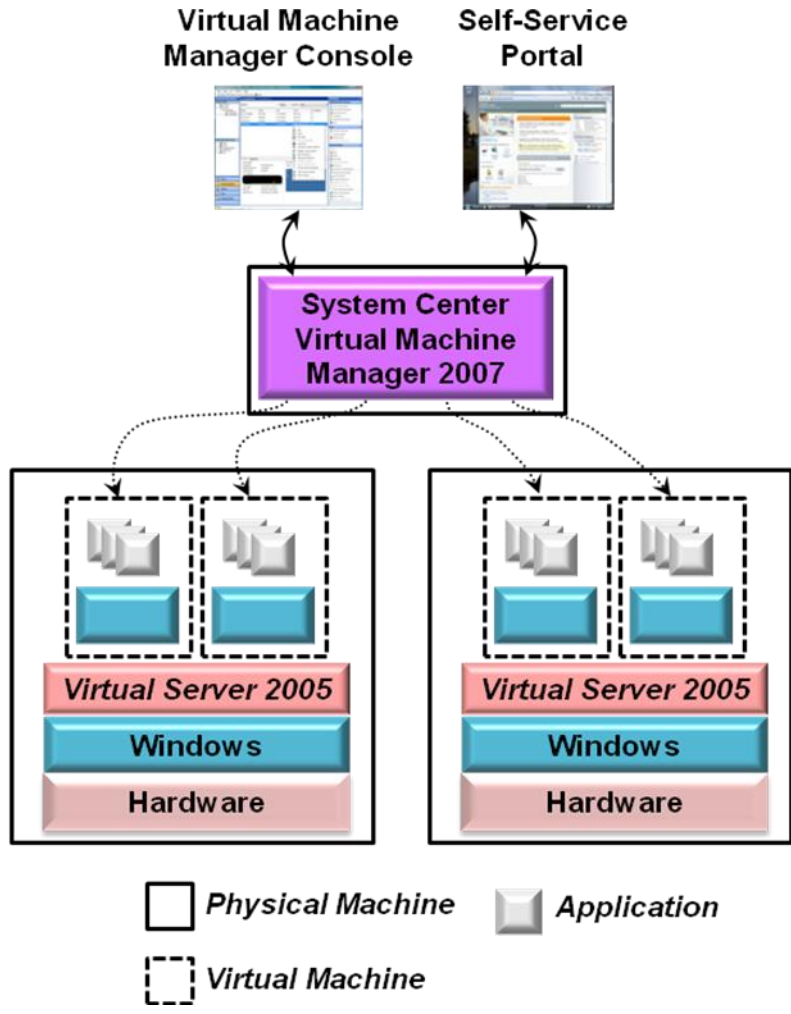 Virtual Machine
Manager Console
Self-Service
Portal
System Center
Virtual Machine
Manager 2007
Virtual Server 2005
Windows
Hardware
Virtual Server 2005
Windows
Hardware
Physical Machine
Application
Virtual Machine